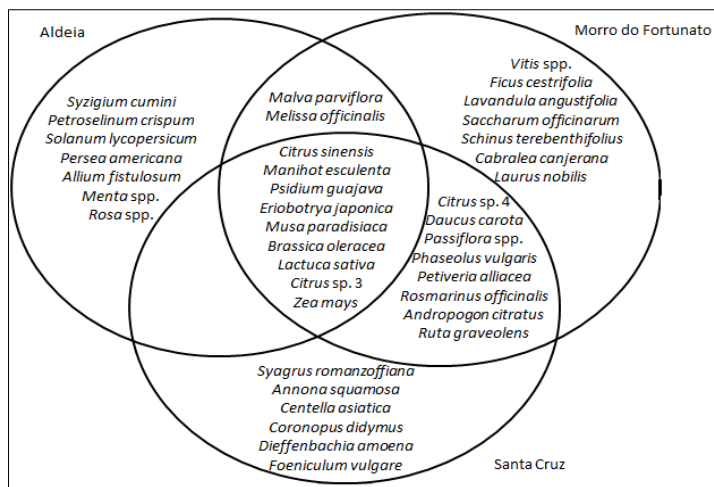 Aldeia
Morro do Fortunato
Syzigium cumini
Petroselinum crispum
Solanum lycopersicum
Persea americana
Allium fistulosum
Menta spp.
Rosa spp.
Malva parviflora
Melissa officinalis
Vitis spp.
Ficus cestrifolia
Lavandula angustifolia
Saccharum officinarum
Schinus terebenthifolius
Cabralea canjerana
Laurus nobilis
Citrus sinensis
Manihot esculenta
Psidium guajava
Eriobotrya japonica
Musa paradisiaca
Brassica oleracea
Lactuca sativa
Citrus sp. 3
Zea mays
Citrus sp. 4
Daucus carota
Passiflora spp.
Phaseolus vulgaris
Petiveria alliacea
Rosmarinus officinalis
Andropogon citratus
Ruta graveolens
Syagrus romanzoffiana
Annona squamosa
Centella asiatica
Coronopus didymus
Dieffenbachia amoena
Foeniculum vulgare
Santa Cruz